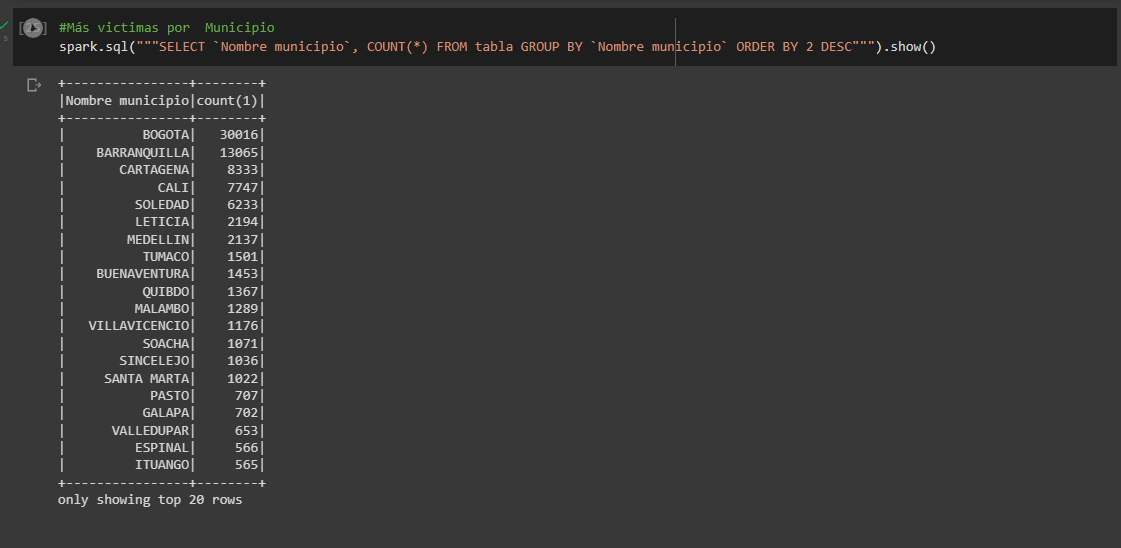 #Más victimas por  Municipio
spark.sql("""SELECT `Nombre municipio`, COUNT(*) FROM tabla GROUP BY `Nombre municipio` ORDER BY 2 DESC""").show()
+----------------+--------+
|Nombre municipio|count(1)|
+----------------+--------+
|          BOGOTA|   30016|
|    BARRANQUILLA|   13065|
|       CARTAGENA|    8333|
|            CALI|    7747|
|         SOLEDAD|    6233|
|         LETICIA|    2194|
|        MEDELLIN|    2137|
|          TUMACO|    1501|
|    BUENAVENTURA|    1453|
|          QUIBDO|    1367|
|         MALAMBO|    1289|
|   VILLAVICENCIO|    1176|
|          SOACHA|    1071|
|       SINCELEJO|    1036|
|     SANTA MARTA|    1022|
|           PASTO|     707|
|          GALAPA|     702|
|      VALLEDUPAR|     653|
|         ESPINAL|     566|
|         ITUANGO|     565|
+----------------+--------+
only showing top 20 rows